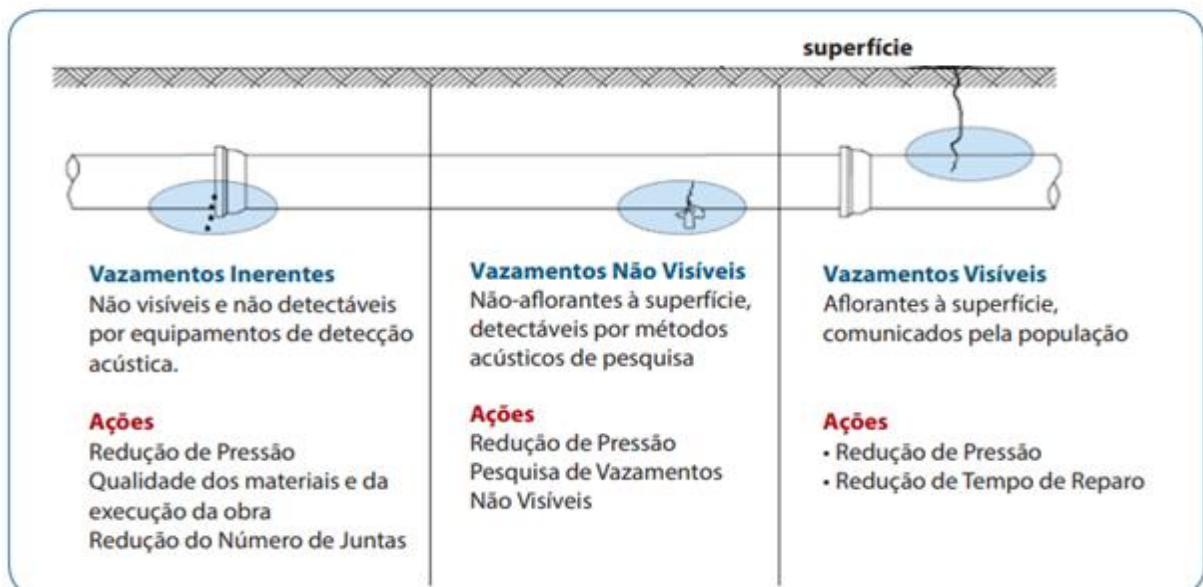 superfície
Vazamentos Inerentes
Não visíveis e não detectáveis
por equipamentos de detecção
acústica.
Ações
Redução de Pressão
Qualidade dos materiais e da
execução da obra
Redução do Número de Juntas
Vazamentos Não Visíveis
Não-aflorantes à superfície,
detectáveis por métodos
acústicos de pesquisa
Ações
Redução de Pressão
Pesquisa de Vazamentos
Não Visíveis
Vazamentos Visíveis
Aflorantes à superfície,
comunicados pela população
Ações
• Redução de Pressão
• Redução de Tempo de Reparo